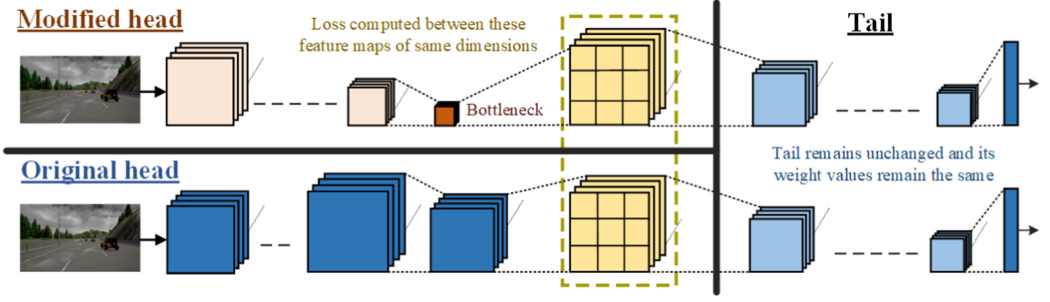 Modified head
Loss computed between these
feature maps of same dimensions
Tail
Bottleneck
Original head
Tail remains unchanged and its
weight values remain the same